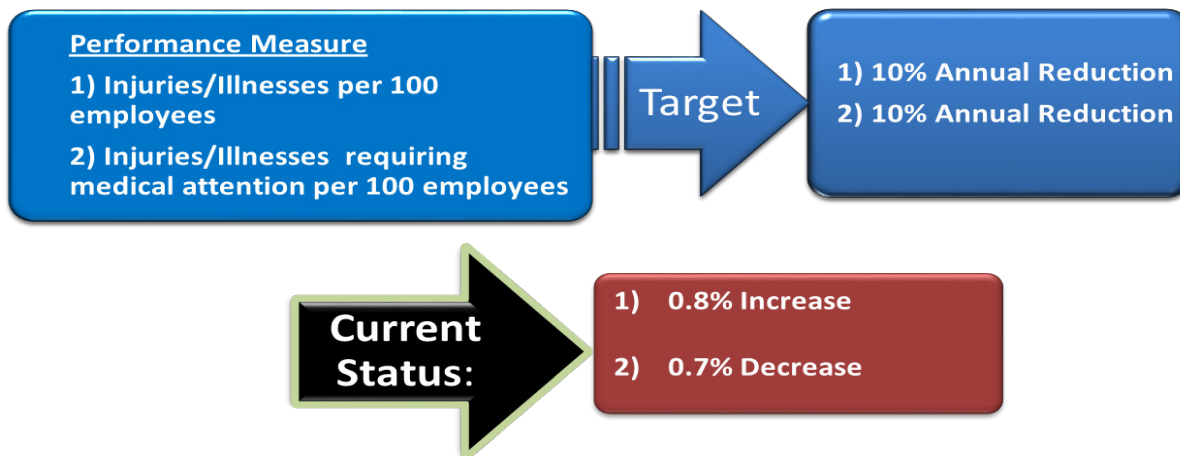 Performance Measure
1) Injuries/Illnesses per 100
employees
2) Injuries/Illnesses requiring
medical attention per 100 employees
Target
1) 10% Annual Reduction
2) 10% Annual Reduction
Current
Status:
1) 0.8% Increase
2) 0.7% Decrease